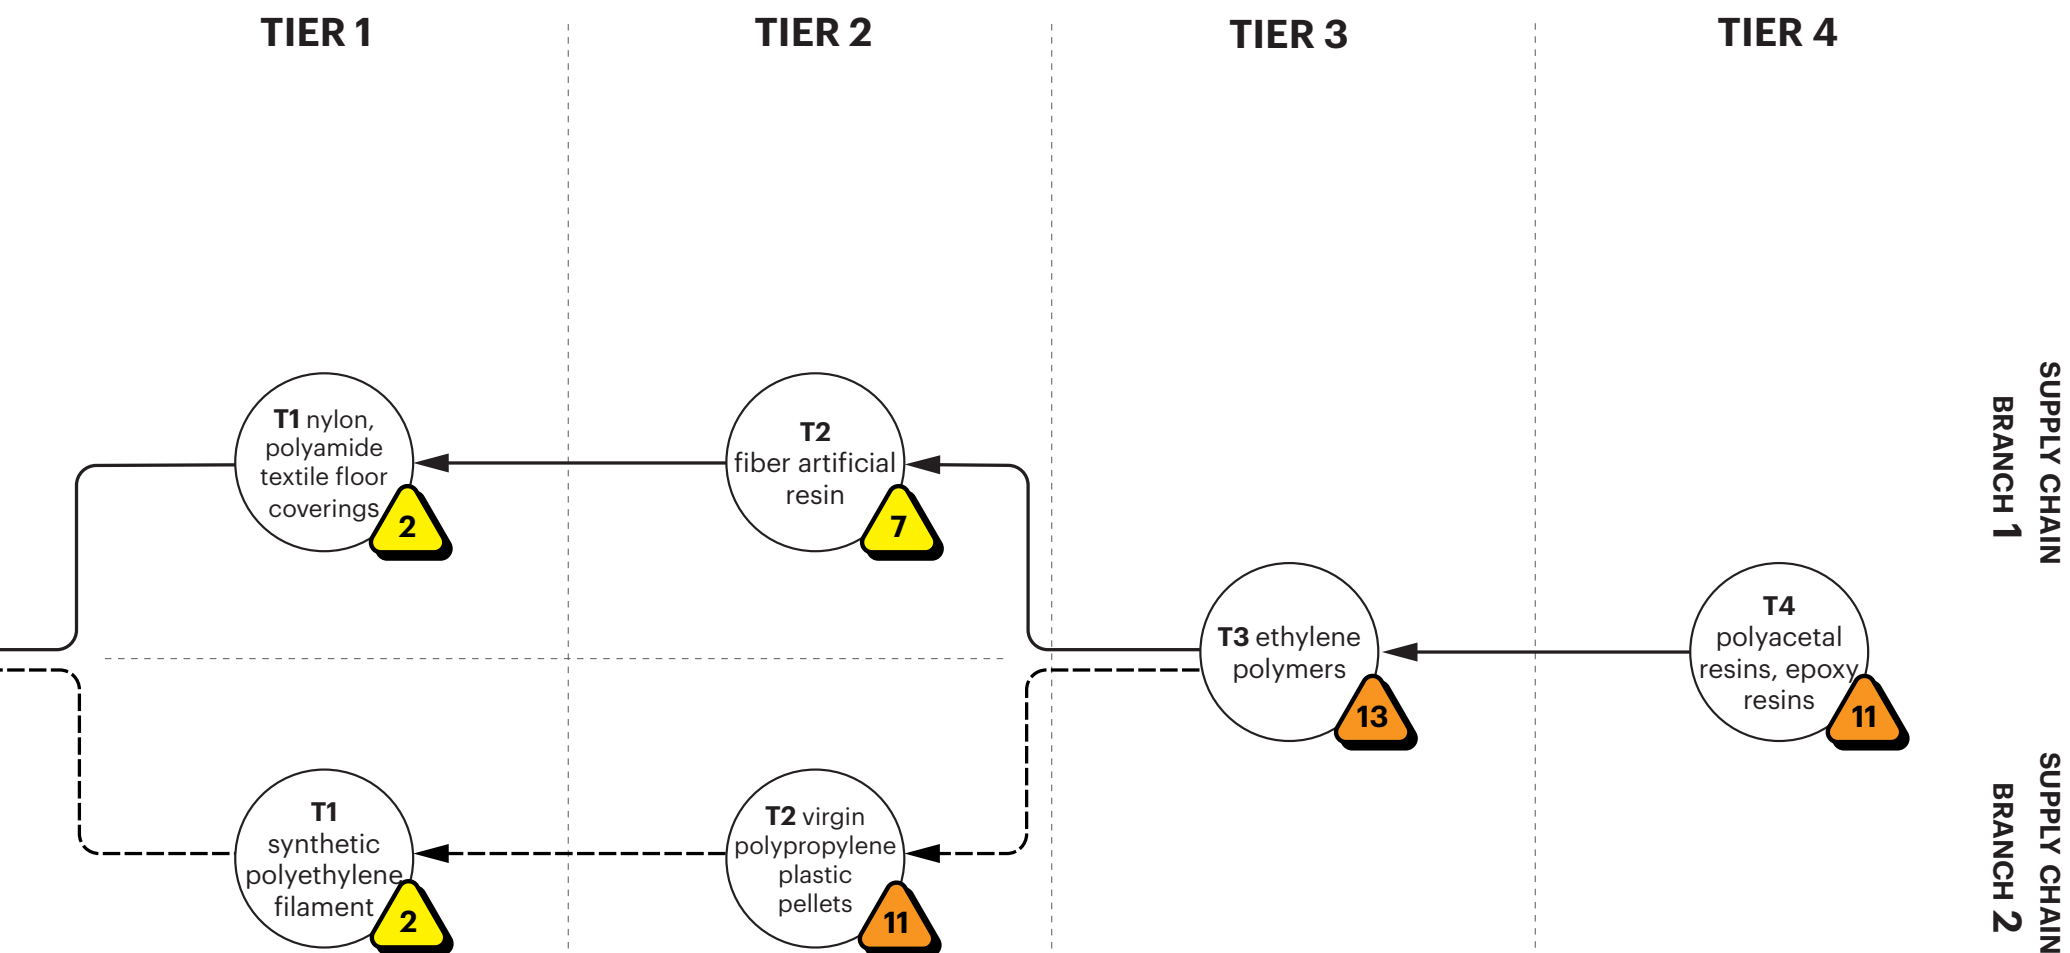 TIER 1
TIER 2
TIER 3
TIER 4
T1 nylon,
polyamide
textile floor
coverings
2
T2
fiber artificial
resin
7
SUPPLY CHAIN
BRANCH 1
T3 ethylene
polymers
13
T4
polyacetal
resins, epoxy
resins
11
T1
synthetic
polyethylene
filament
2
T2 virgin
polypropylene
plastic
pellets
11
SUPPLY CHAIN
BRANCH 2